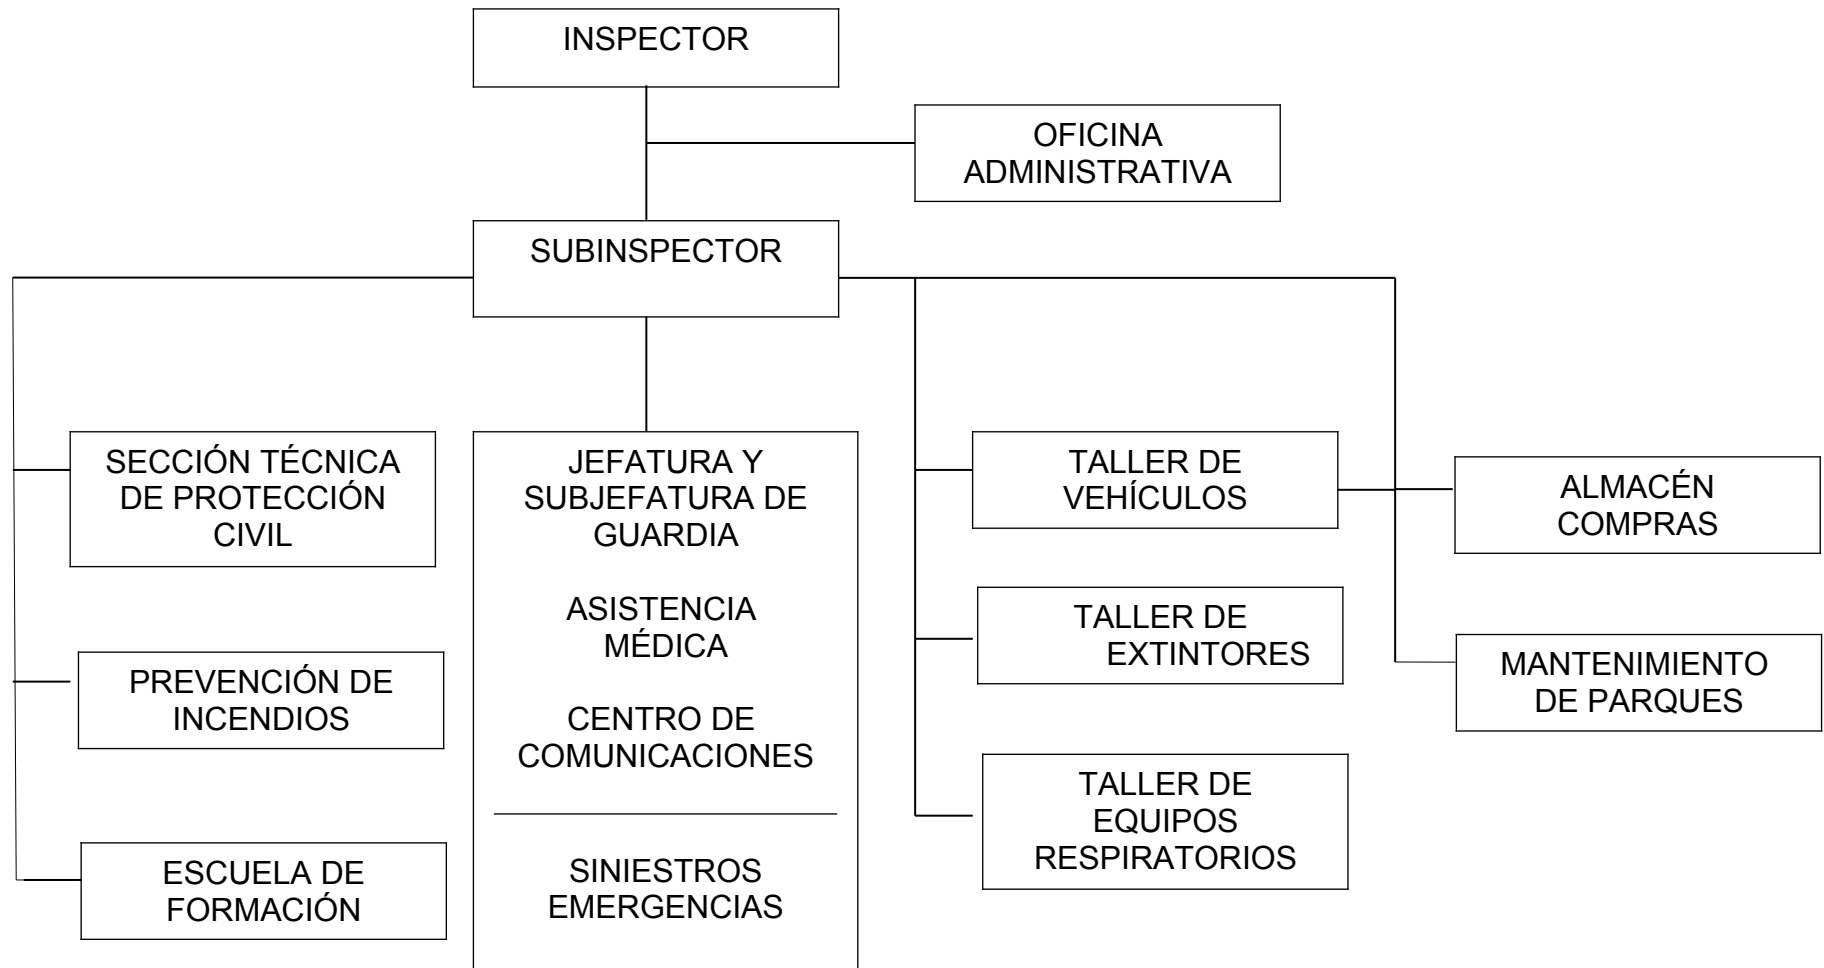 INSPECTOR
OFICINA
ADMINISTRATIVA
SUBINSPECTOR
SECCIÓN TÉCNICA
DE PROTECCIÓN
CIVIL
PREVENCIÓN DE
INCENDIOS
ESCUELA DE
FORMACIÓN
JEFATURA Y
SUBJEFATURA DE
GUARDIA
ASISTENCIA
MÉDICA
CENTRO DE
COMUNICACIONES
SINIESTROS
EMERGENCIAS
TALLER DE
VEHÍCULOS
TALLER DE
EXTINTORES
TALLER DE
EQUIPOS
RESPIRATORIOS
ALMACÉN
COMPRAS
MANTENIMIENTO
DE PARQUES